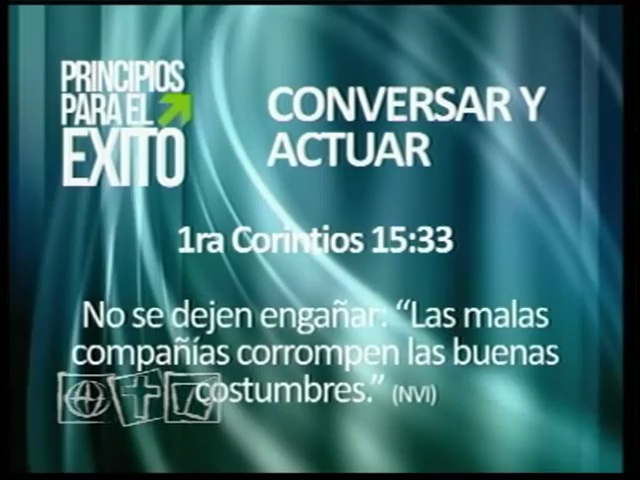 PRINCIPIOS
PARA EL
EXITO
CONVERSAR Y
ACTUAR
1ra Corintios 15:33
No se dejen engañar: “Las malas
compañías corrompen las buenas
costumbres.” (NVI)